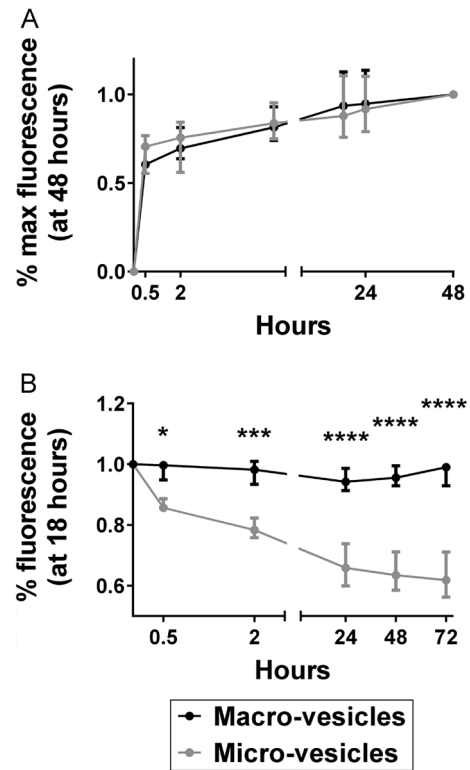 A
% max fluorescence
(at 48 hours)
1.0
0.5
0.0
0.5 2 24 48
Hours
B
% fluorescence
(at 18 hours)
1.2
1.0
0.8
0.6
* *** **** **** ****
0.5 2 24 48 72
Hours
Macro-vesicles
Micro-vesicles